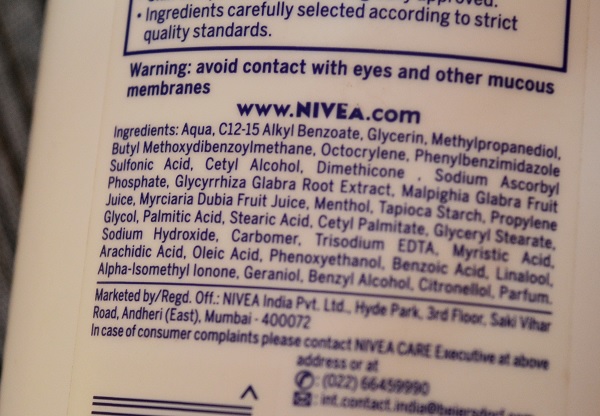 • Ingredients carefully selected according to strict
quality standards.
Warning: avoid contact with eyes and other mucous
membranes
www.NIVEA.com
Ingredients: Aqua, C12-15 Alkyl Benzoate, Glycerin, Methylpropanediol,
Butyl Methoxydibenzoylmethane, Octocrylene, Phenylbenzimidazole
Sulfonic Acid, Cetyl Alcohol, Dimethicone , Sodium Ascorbyl
Phosphate, Glycyrrhiza Glabra Root Extract, Malpighia Glabra Fruit
Juice, Myrciaria Dubia Fruit Juice, Menthol, Tapioca Starch, Propylene
Glycol, Palmitic Acid, Stearic Acid, Cetyl Palmitate, Glyceryl Stearate,
Sodium Hydroxide, Carbomer, Trisodium EDTA, Myristic Acid,
Arachidic Acid, Oleic Acid, Phenoxyethanol, Benzoic Acid, Linalool,
Alpha-Isomethyl Ionone, Geraniol, Benzyl Alcohol, Citronellol, Parfum.
Marketed by/Regd. Off.: NIVEA India Pvt. Ltd., Hyde Park, 3rd Floor, Saki Vihar
Road, Andheri (East), Mumbai - 400072
In case of consumer complaints please contact NIVEA CARE Executive at above
address or at
: (022) 66459990